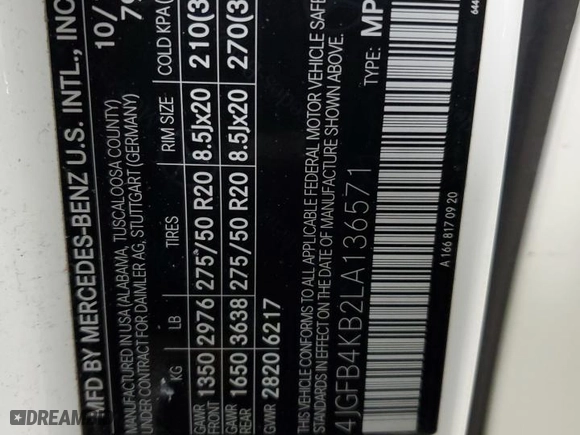 MFD BY MERCEDES-BENZ U.S. INTL., INC
10/
MANUFACTURED IN USA (ALABAMA, TUSCALOOSA COUNTY)
UNDER CONTRACT FOR DAIMLER AG, STUTTGART (GERMANY)
KG LB TIRES RIM SIZE COLD KPA(
GAWR FRONT 1350 2976 275/50 R20 8.5Jx20 210(3
GAWR REAR 1650 3638 275/50 R20 8.5Jx20 270(3
GVWR 2820 6217
THIS VEHICLE CONFORMS TO ALL APPLICABLE FEDERAL MOTOR VEHICLE SAFE
STANDARDS IN EFFECT ON THE DATE OF MANUFACTURE SHOWN ABOVE.
4JGFB4KB2LA136571 TYPE: MP
A 166 817 09 20
644
DREAM